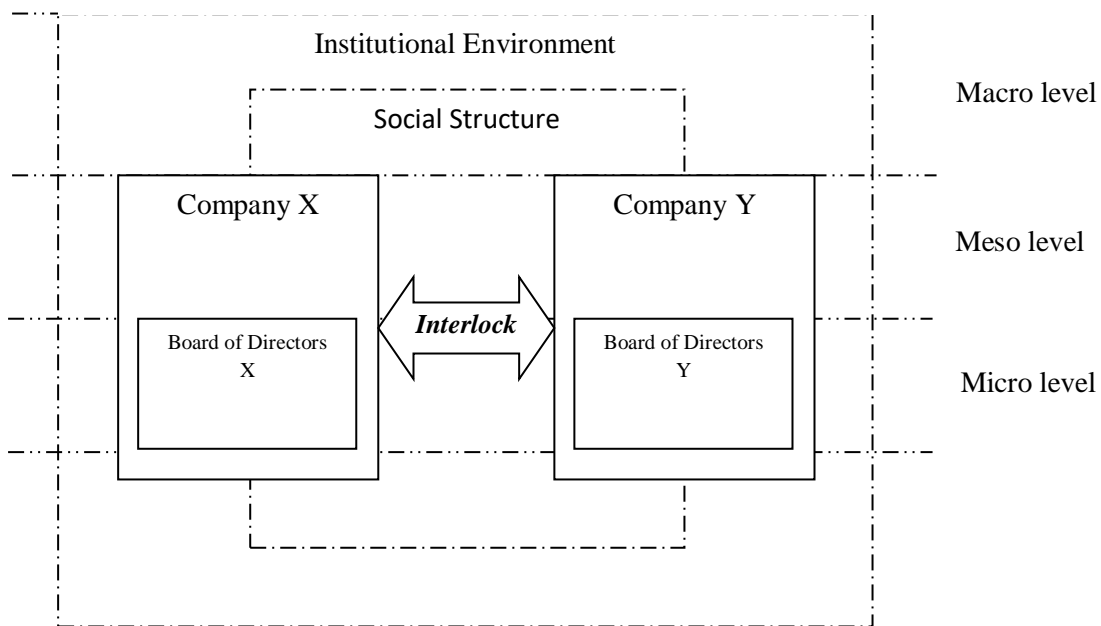 Institutional Environment
Macro level
Social Structure
Company X
Company Y
Meso level
Interlock
Board of Directors
X
Board of Directors
Y
Micro level